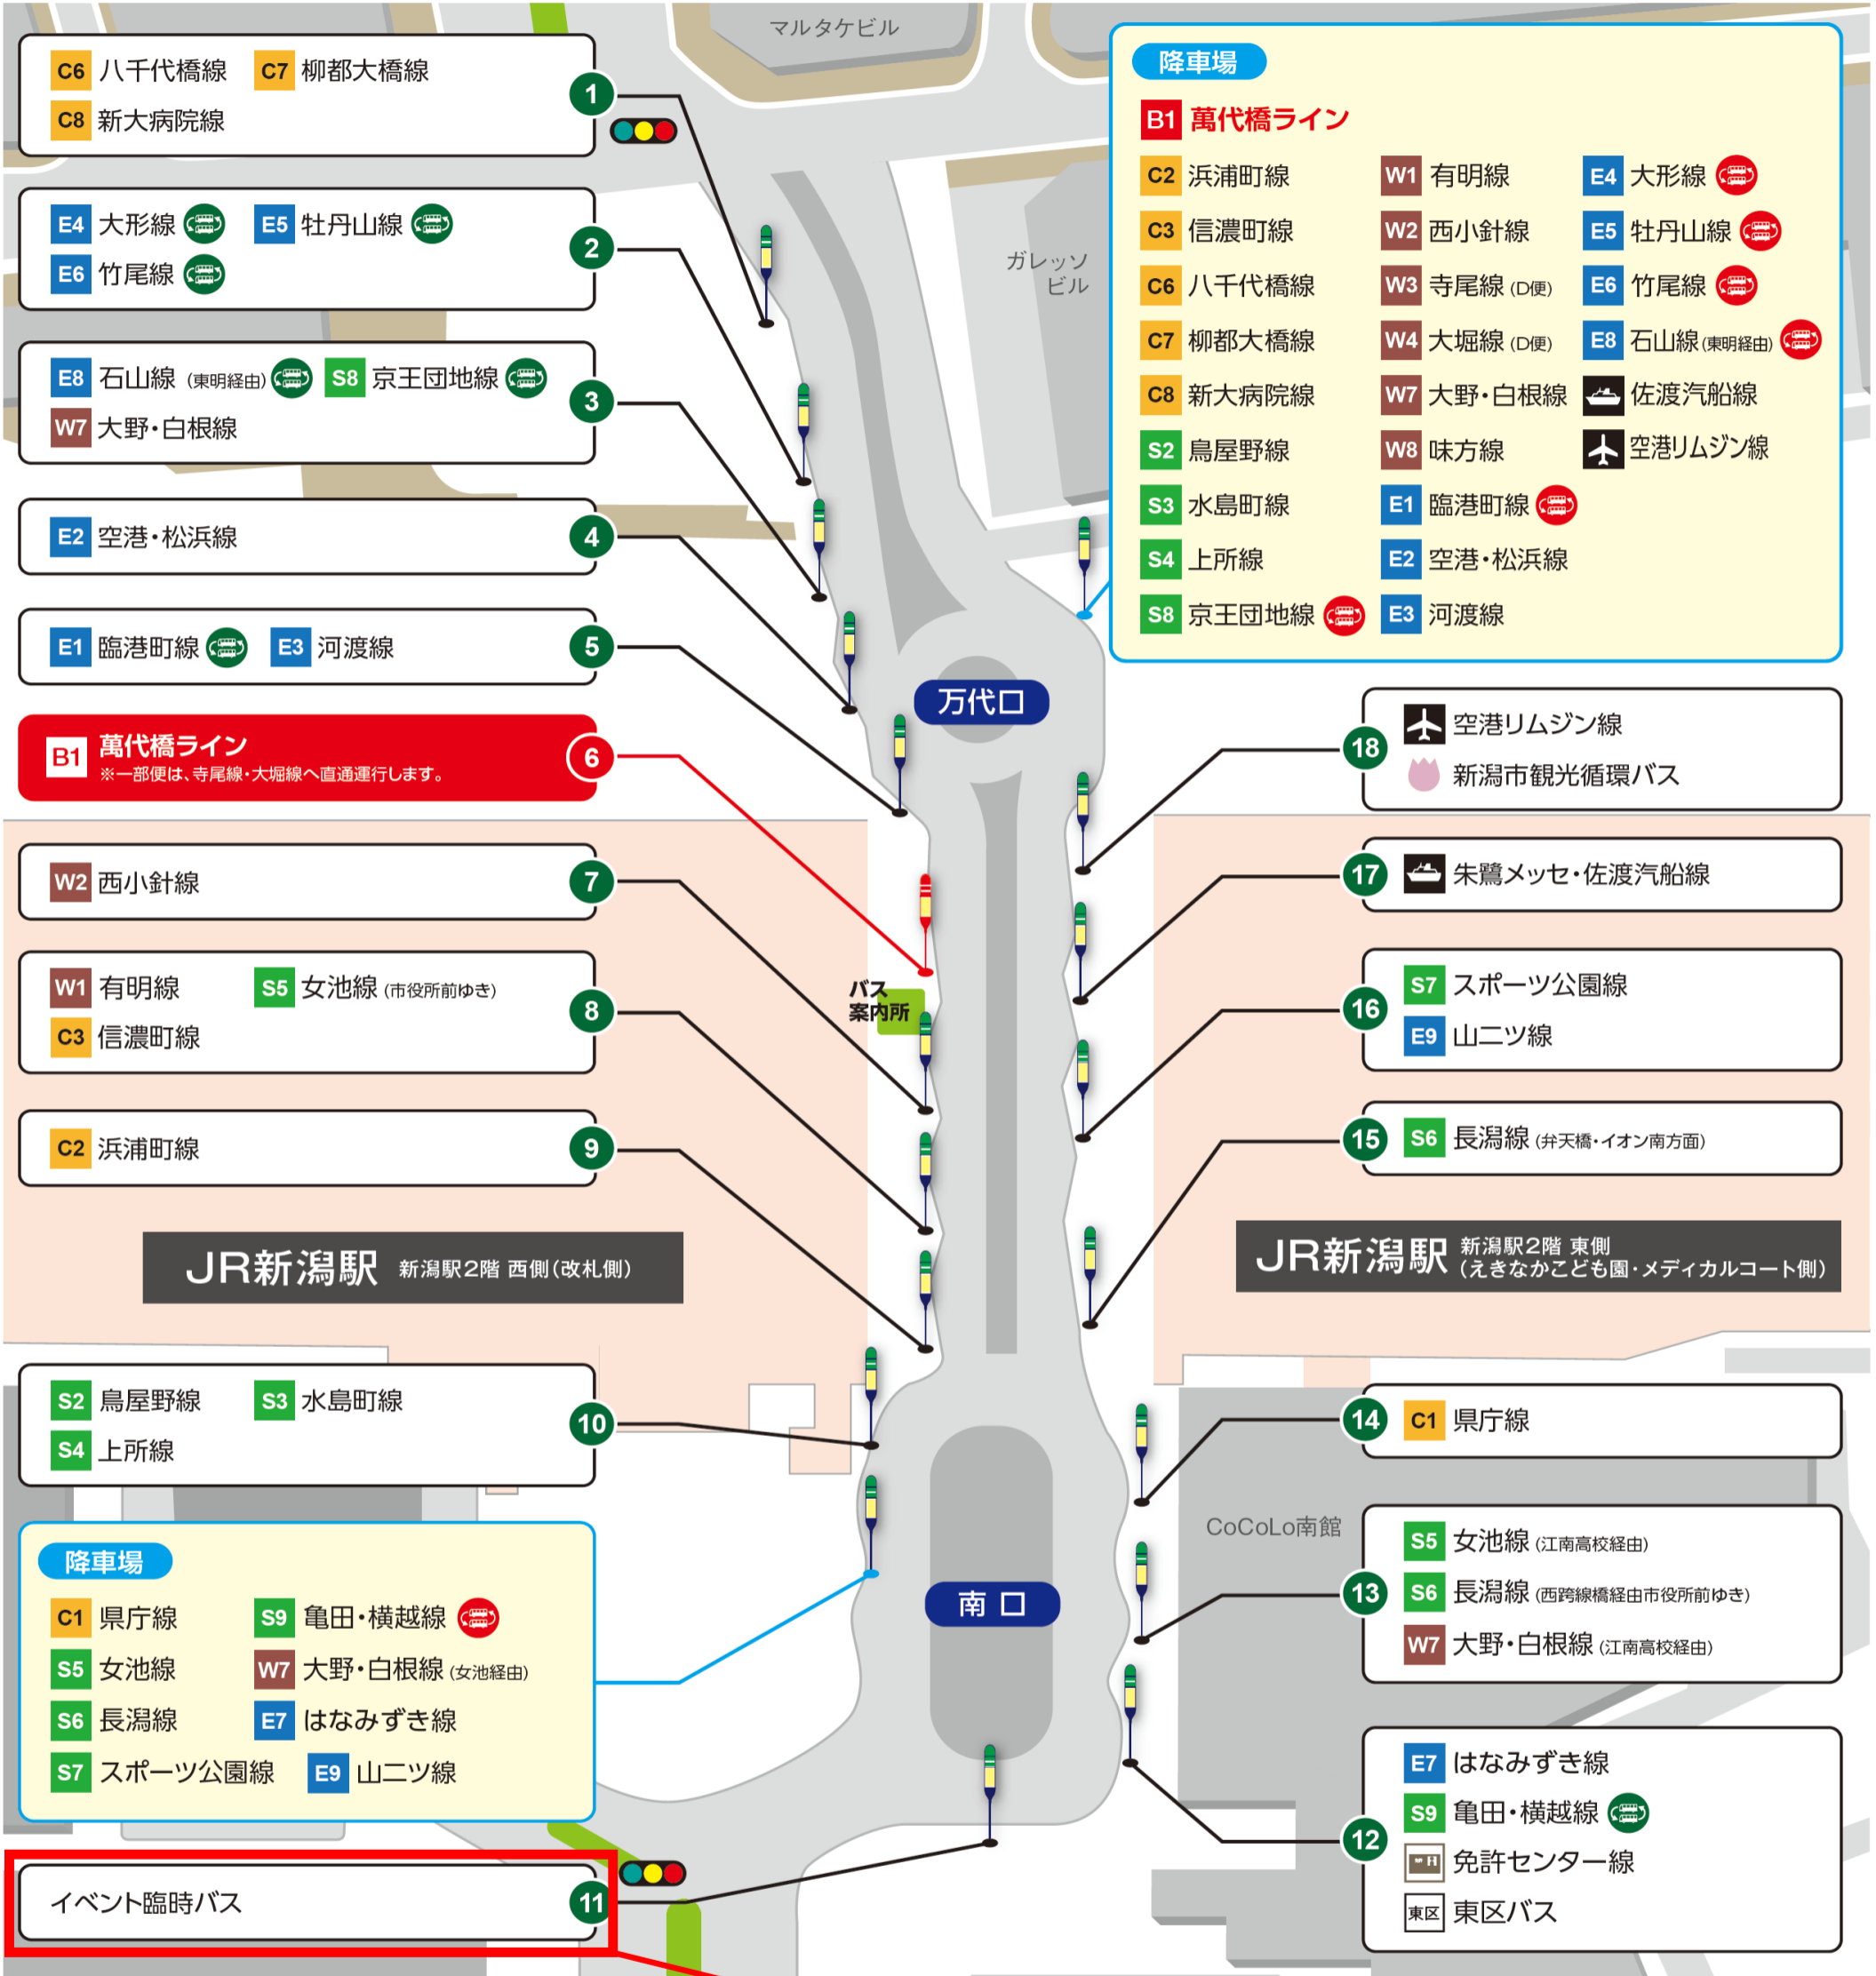 マルタケビル
C6 八千代橋線 C7 柳都大橋線
C8 新大病院線
1
E4 大形線 E5 牡丹山線
E6 竹尾線
2
E8 石山線 (東明経由) S8 京王団地線
W7 大野・白根線
3
E2 空港・松浜線
4
E1 臨港町線 E3 河渡線
5
B1 萬代橋ライン
※一部便は、寺尾線・大堀線へ直通運行します。
6
W2 西小針線
7
W1 有明線 S5 女池線 (市役所前ゆき)
C3 信濃町線
8
C2 浜浦町線
9
JR新潟駅 新潟駅2階 西側(改札側)
S2 鳥屋野線 S3 水島町線
S4 上所線
10
降車場
C1 県庁線 S9 亀田・横越線
S5 女池線 W7 大野・白根線 (女池経由)
S6 長潟線 E7 はなみずき線
S7 スポーツ公園線 E9 山二ツ線
イベント臨時バス
11
ガレッソ
ビル
万代口
バス
案内所
南口
降車場
B1 萬代橋ライン
C2 浜浦町線 W1 有明線 E4 大形線
C3 信濃町線 W2 西小針線 E5 牡丹山線
C6 八千代橋線 W3 寺尾線 (D便) E6 竹尾線
C7 柳都大橋線 W4 大堀線 (D便) E8 石山線 (東明経由)
C8 新大病院線 W7 大野・白根線 佐渡汽船線
S2 鳥屋野線 W8 味方線 空港リムジン線
S3 水島町線 E1 臨港町線
S4 上所線 E2 空港・松浜線
S8 京王団地線 E3 河渡線
18
空港リムジン線
新潟市観光循環バス
17
朱鷺メッセ・佐渡汽船線
16
S7 スポーツ公園線
E9 山二ツ線
15
S6 長潟線 (弁天橋・イオン南方面)
JR新潟駅 新潟駅2階 東側
(えきなかこども園・メディカルコート側)
14
C1 県庁線
CoCoLo南館
13
S5 女池線 (江南高校経由)
S6 長潟線 (西跨線橋経由市役所前ゆき)
W7 大野・白根線 (江南高校経由)
12
E7 はなみずき線
S9 亀田・横越線
免許センター線
東区 東区バス